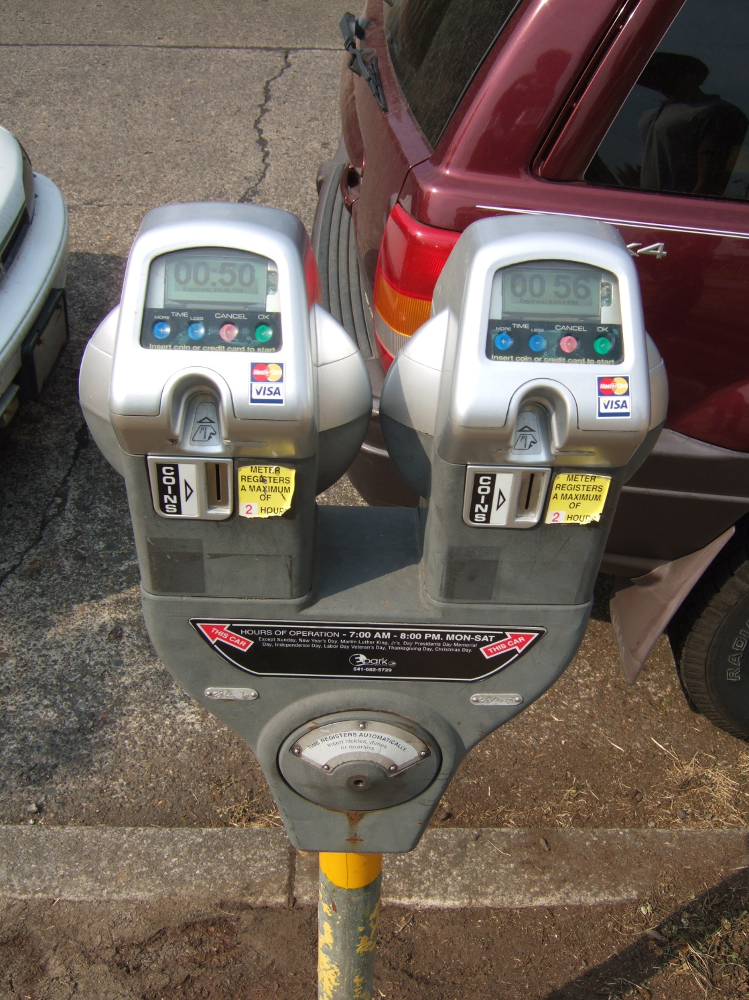 00:50
MORE TIME LESS CANCEL OK
Insert coin or credit card to start
MasterCard
VISA
COINS
METER
REGISTERS
A MAXIMUM
OF
2 HOURS
00 56
MORE TIME LESS CANCEL OK
Insert coin or credit card to start
MasterCard
VISA
COINS
METER
REGISTERS
A MAXIMUM
OF
2 HOURS
x4
THIS CAR
HOURS OF OPERATION - 7:00 AM - 8:00 PM. MON-SAT
Except Sunday, New Year's Day, Martin Luther King, Jr's. Day Presidents Day Memorial
Day, Independence Day, Labor Day Veteran's Day, Thanksgiving Day, Christmas Day.
THIS CAR
Epark
541-682-5729
TIME REGISTERS AUTOMATICALLY.
Insert nickles, dimes,
or quarters
RAD